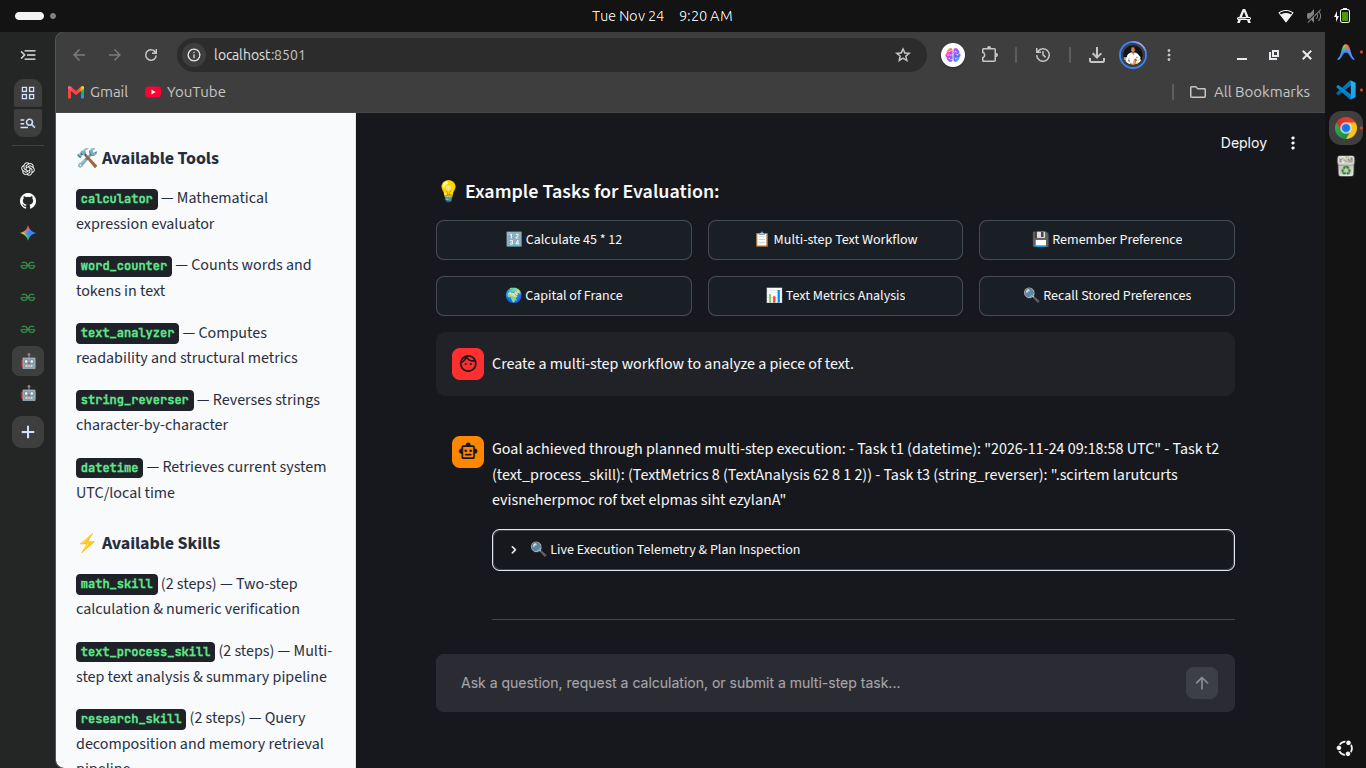 Tue Nov 24 9:20 AM
localhost:8501
Gmail YouTube All Bookmarks
🛠️ Available Tools
calculator — Mathematical
expression evaluator
word_counter — Counts words and
tokens in text
text_analyzer — Computes
readability and structural metrics
string_reverser — Reverses strings
character-by-character
datetime — Retrieves current system
UTC/local time
⚡ Available Skills
math_skill (2 steps) — Two-step
calculation & numeric verification
text_process_skill (2 steps) — Multi-
step text analysis & summary pipeline
research_skill (2 steps) — Query
decomposition and memory retrieval
pipeline
Deploy
💡 Example Tasks for Evaluation:
🔢 Calculate 45 * 12
📋 Multi-step Text Workflow
💾 Remember Preference
🌍 Capital of France
📊 Text Metrics Analysis
🔍 Recall Stored Preferences
Create a multi-step workflow to analyze a piece of text.
Goal achieved through planned multi-step execution: - Task t1 (datetime): "2026-11-24 09:18:58 UTC" - Task t2
(text_process_skill): (TextMetrics 8 (TextAnalysis 62 8 1 2)) - Task t3 (string_reverser): ".scirtem larutcurts
evisneherpmoc rof txet elpmas siht ezylanA"
🔍 Live Execution Telemetry & Plan Inspection
Ask a question, request a calculation, or submit a multi-step task...